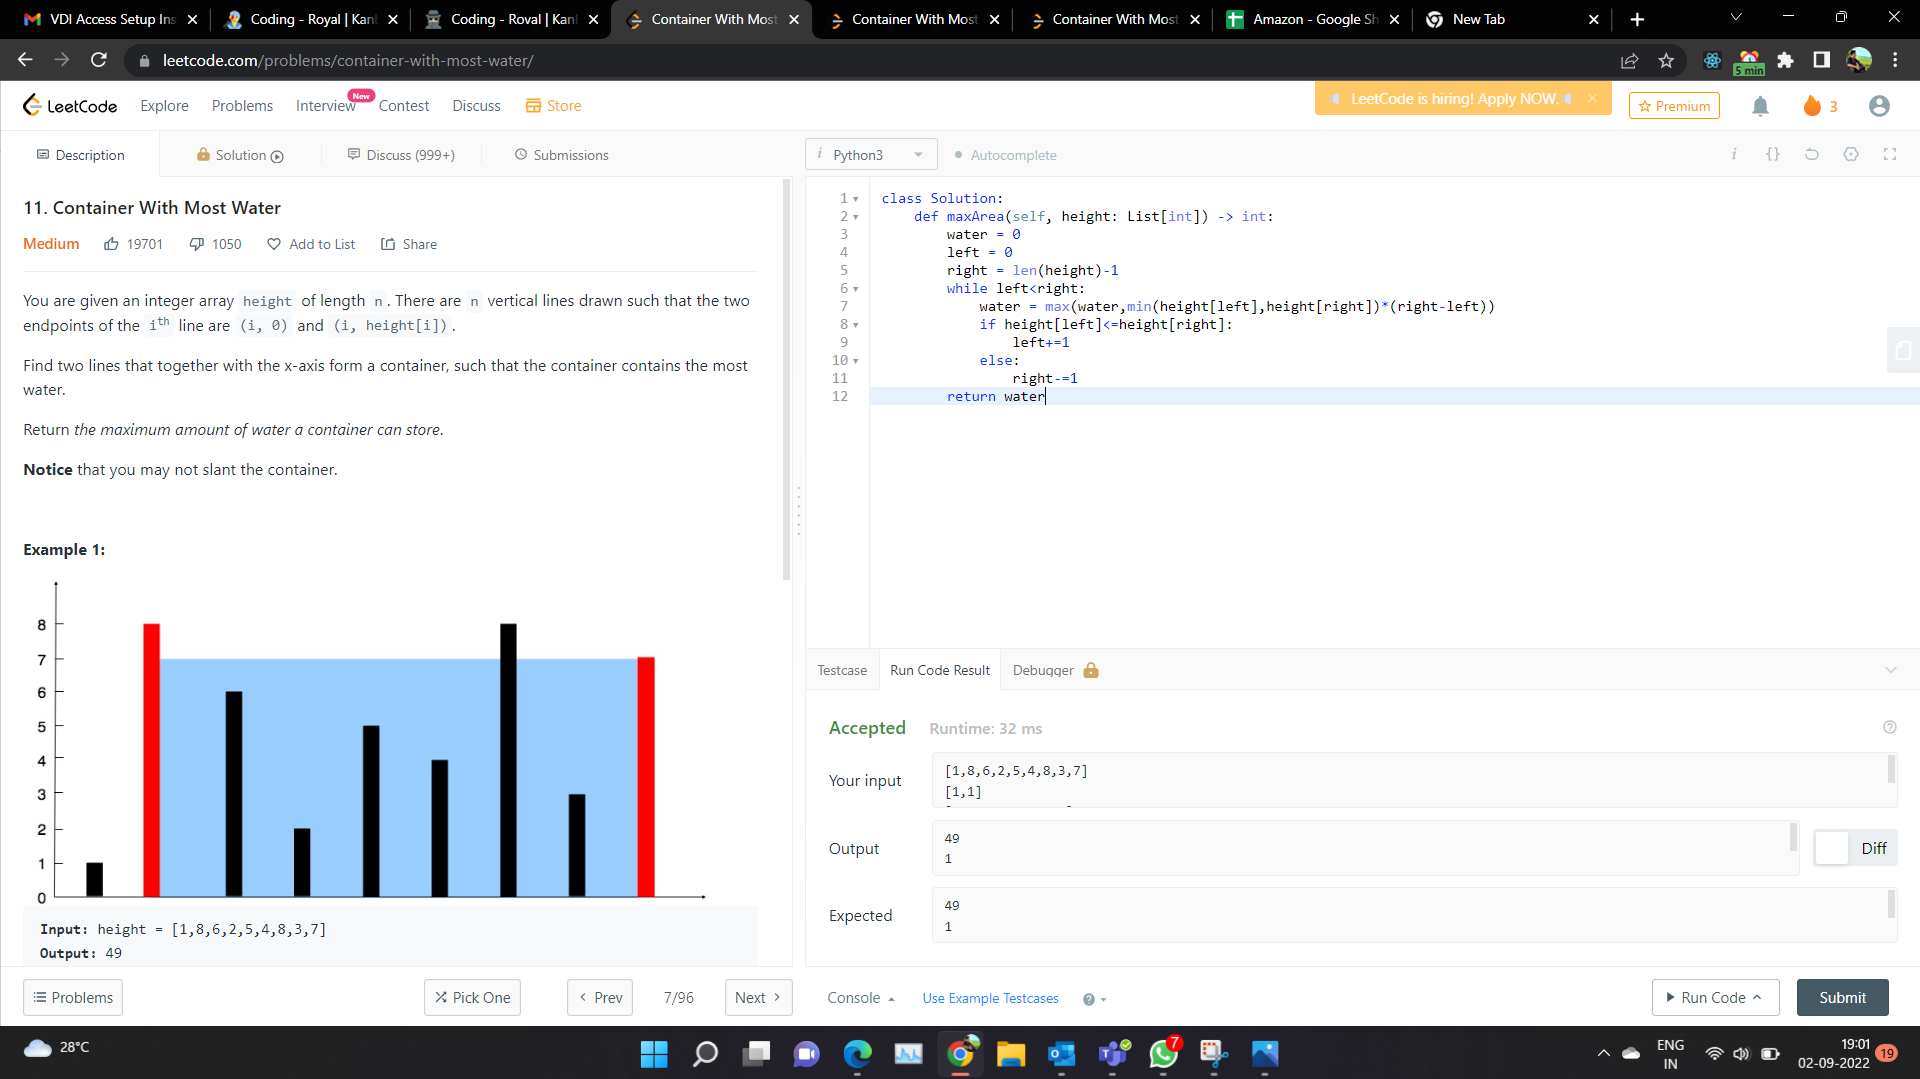 VDI Access Setup Ins
Coding - Royal | Kan
Coding - Royal | Kan
Container With Most
Container With Most
Container With Most
Amazon - Google Sh
New Tab
leetcode.com/problems/container-with-most-water/
5 min
LeetCode
Explore
Problems
Interview
New
Contest
Discuss
Store
LeetCode is hiring! Apply NOW.
Premium
3
Description
Solution
Discuss (999+)
Submissions
i Python3
Autocomplete
i {}
11. Container With Most Water
Medium
19701
1050
Add to List
Share
You are given an integer array height of length n. There are n vertical lines drawn such that the two
endpoints of the ith line are (i, 0) and (i, height[i]).
Find two lines that together with the x-axis form a container, such that the container contains the most
water.
Return the maximum amount of water a container can store.
Notice that you may not slant the container.
Example 1:
8
7
6
5
4
3
2
1
0
Input: height = [1,8,6,2,5,4,8,3,7]
Output: 49
1 class Solution:
2 def maxArea(self, height: List[int]) -> int:
3 water = 0
4 left = 0
5 right = len(height)-1
6 while left<right:
7 water = max(water,min(height[left],height[right])*(right-left))
8 if height[left]<=height[right]:
9 left+=1
10 else:
11 right-=1
12 return water
Testcase
Run Code Result
Debugger
Accepted
Runtime: 32 ms
Your input
[1,8,6,2,5,4,8,3,7]
[1,1]
Output
49
1
Diff
Expected
49
1
Problems
Pick One
Prev
7/96
Next
Console
Use Example Testcases
Run Code
Submit
28°C
7
ENG
IN
19:01
02-09-2022
19